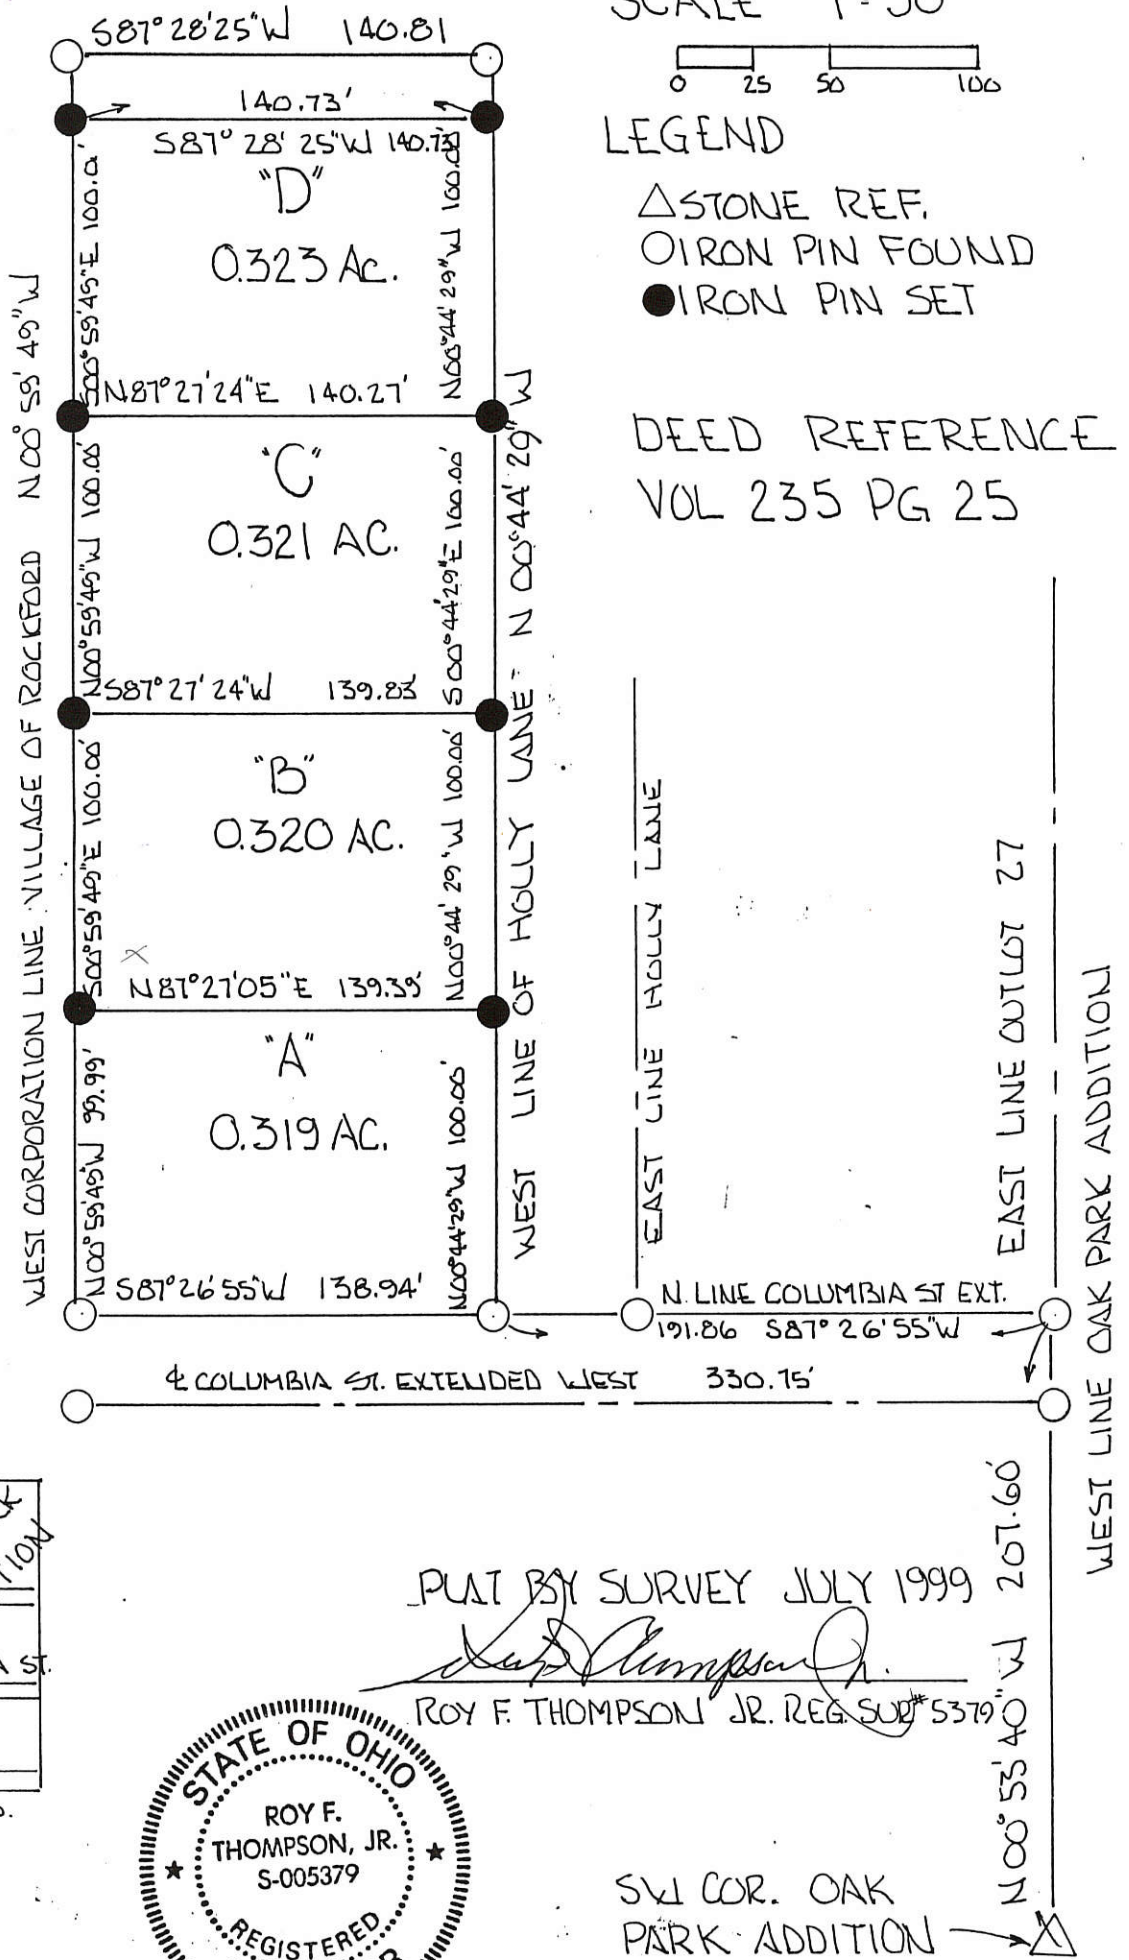 SCALE 1"=50'
S87°28'25"W 140.81
0 25 50 100
140.73'
S87° 28' 25"W 140.73'
LEGEND
△ STONE REF.
○ IRON PIN FOUND
● IRON PIN SET
"D"
0.323 AC.
S00°59'49"E 100.0'
N00°44'29"W 100.0
N87°27'24"E 140.27'
DEED REFERENCE
VOL 235 PG 25
"C"
0.321 AC.
N00°59'49"W 100.00'
S00°44'29"E 100.00'
S87°27'24"W 139.83'
"B"
0.320 AC.
S00°59'49"E 100.00'
N00°44'29"W 100.00'
N87°27'05"E 139.39'
"A"
0.319 AC.
N00°59'49"W 99.99'
N00°44'29"W 100.00'
S87°26'55"W 138.94'
WEST CORPORATION LINE VILLAGE OF ROCKFORD N00° 59' 49"W
WEST LINE OF HOLLY LANE N 00°44' 29" W
EAST LINE HOLLY LANE
EAST LINE OUTLOT 27
WEST LINE OAK PARK ADDITION
N. LINE COLUMBIA ST EXT.
191.86 S87° 26'55"W
℄ COLUMBIA ST. EXTENDED WEST 330.75'
N 00° 53' 40" W 207.60'
PLAT BY SURVEY JULY 1999
ROY F. THOMPSON JR. REG. SUR# 5379
ST.
STATE OF OHIO
ROY F.
THOMPSON, JR.
S-005379
REGISTERED
SW COR. OAK
PARK ADDITION